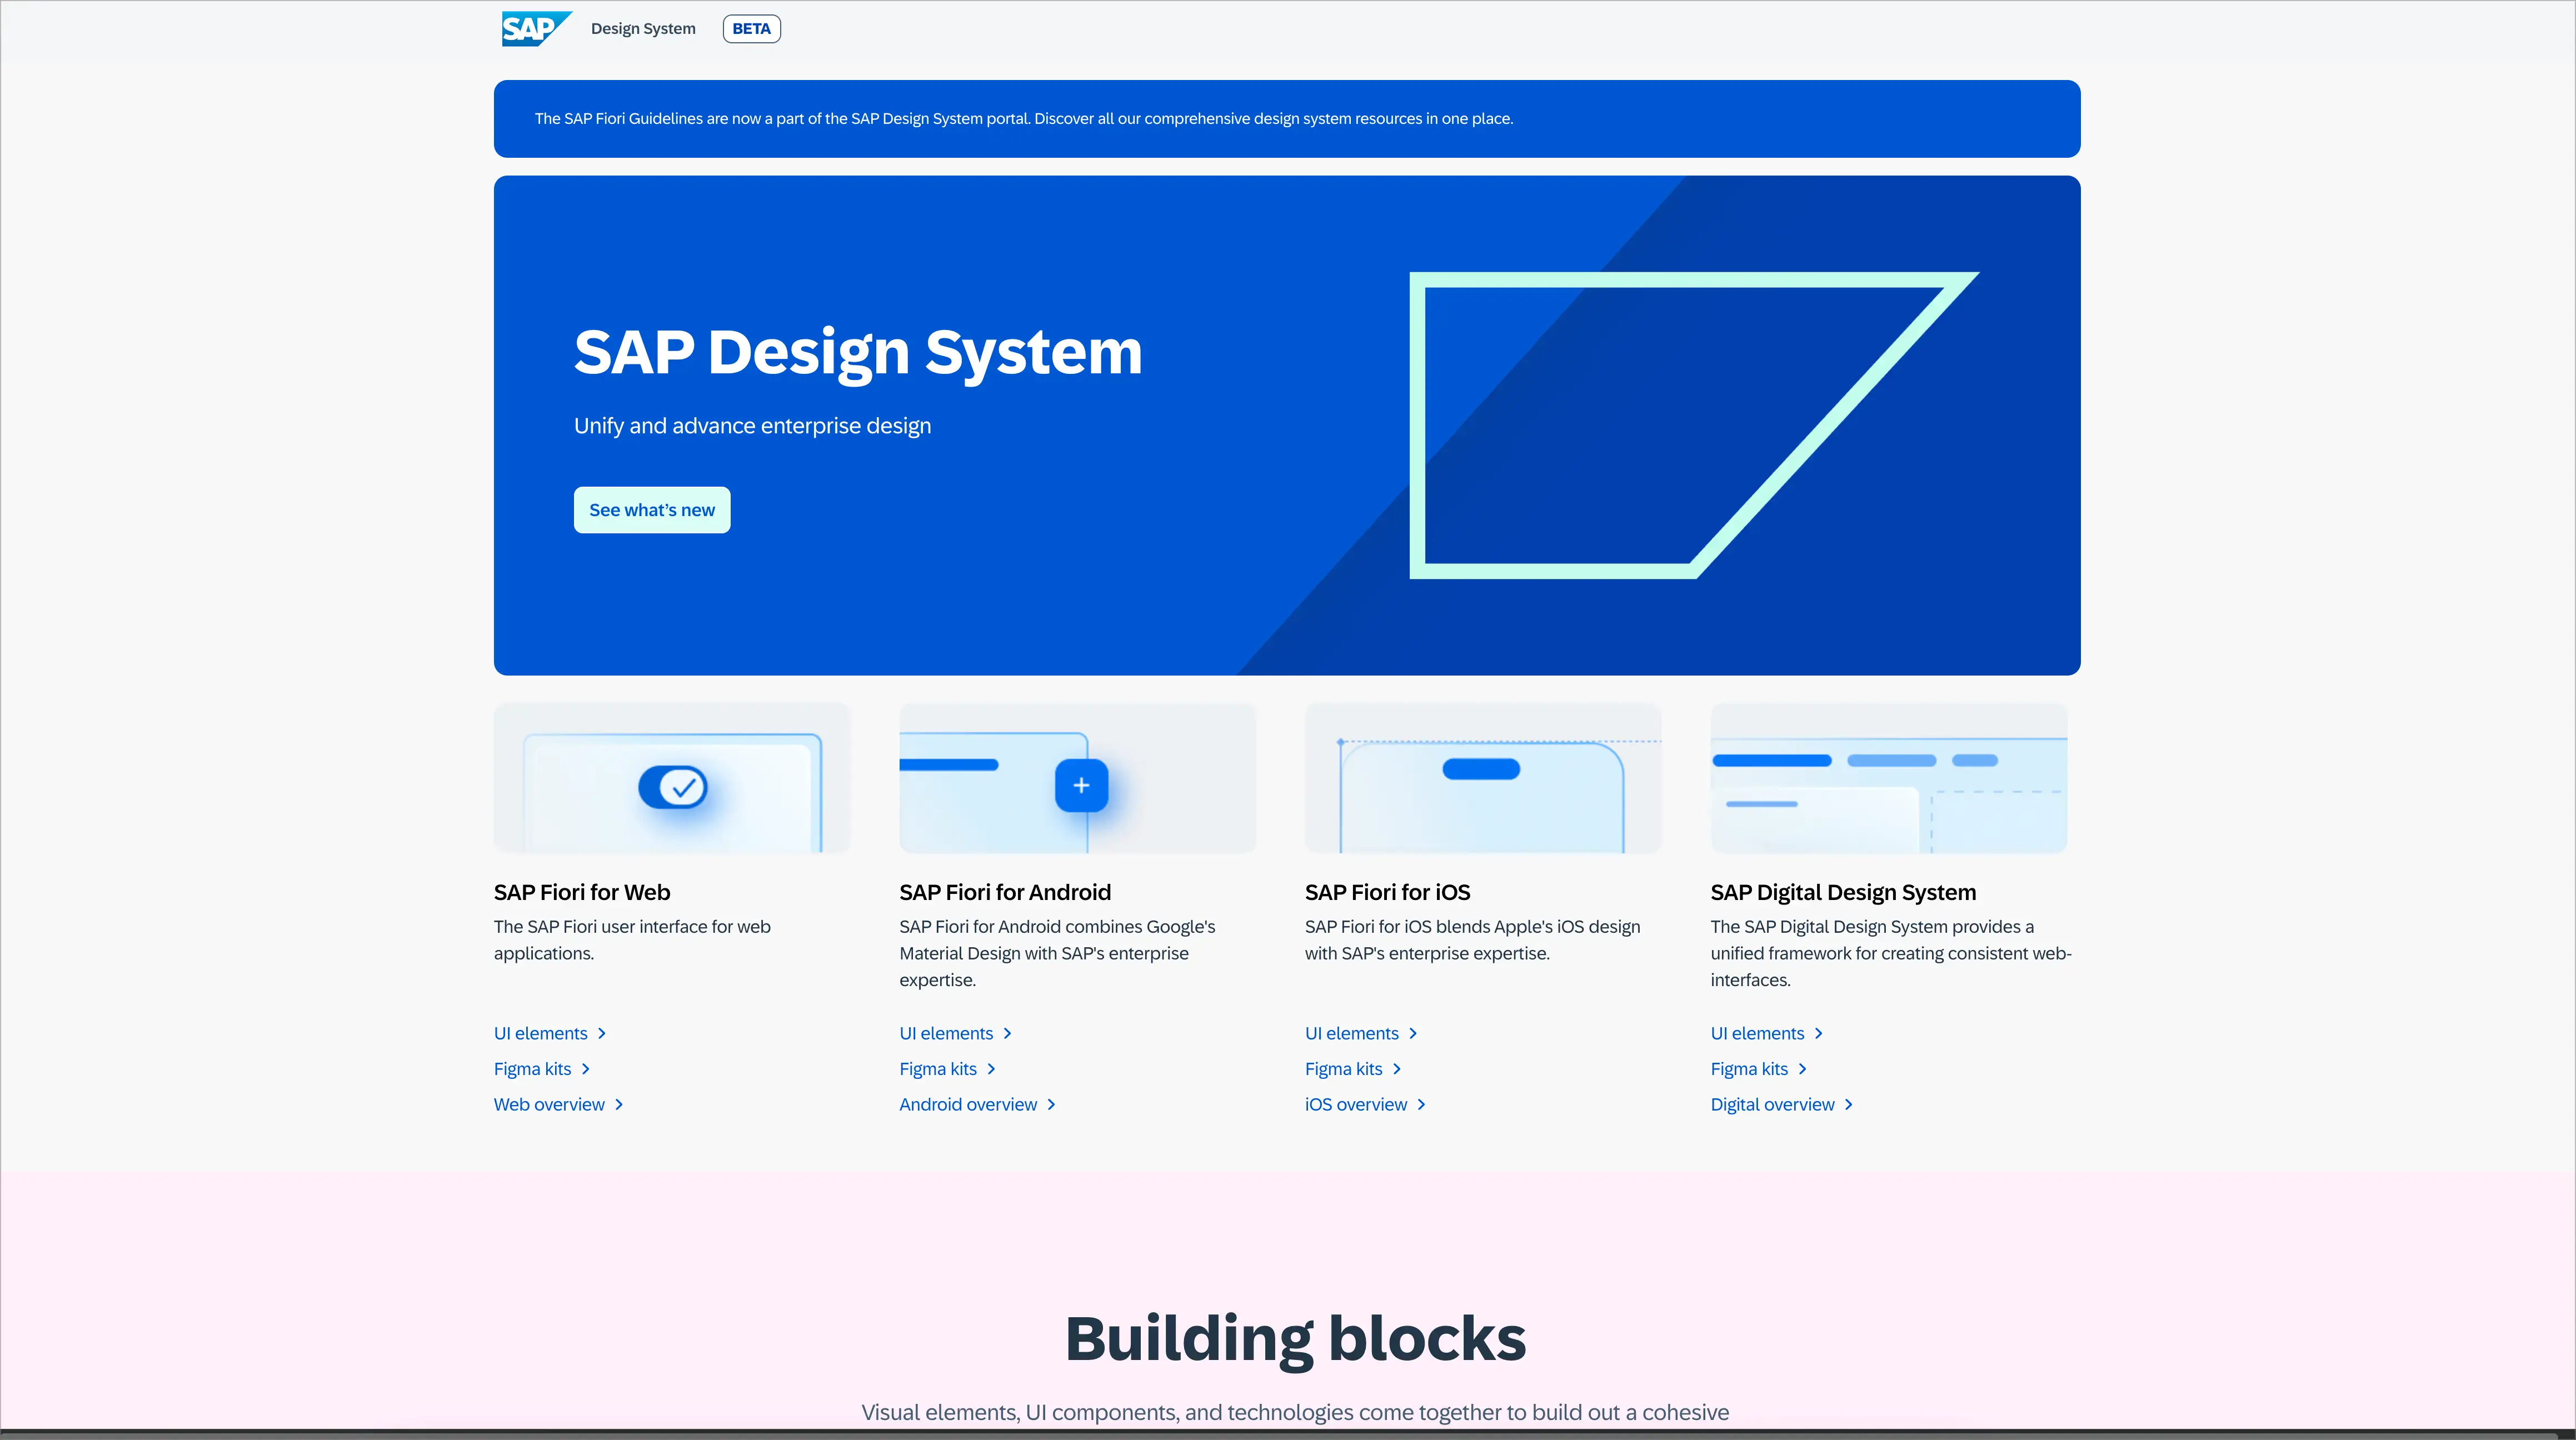 SAP Design System BETA
The SAP Fiori Guidelines are now a part of the SAP Design System portal. Discover all our comprehensive design system resources in one place.
SAP Design System
Unify and advance enterprise design
See what’s new
SAP Fiori for Web
The SAP Fiori user interface for web
applications.
UI elements
Figma kits
Web overview
SAP Fiori for Android
SAP Fiori for Android combines Google's
Material Design with SAP's enterprise
expertise.
UI elements
Figma kits
Android overview
SAP Fiori for iOS
SAP Fiori for iOS blends Apple's iOS design
with SAP's enterprise expertise.
UI elements
Figma kits
iOS overview
SAP Digital Design System
The SAP Digital Design System provides a
unified framework for creating consistent web-
interfaces.
UI elements
Figma kits
Digital overview
Building blocks
Visual elements, UI components, and technologies come together to build out a cohesive